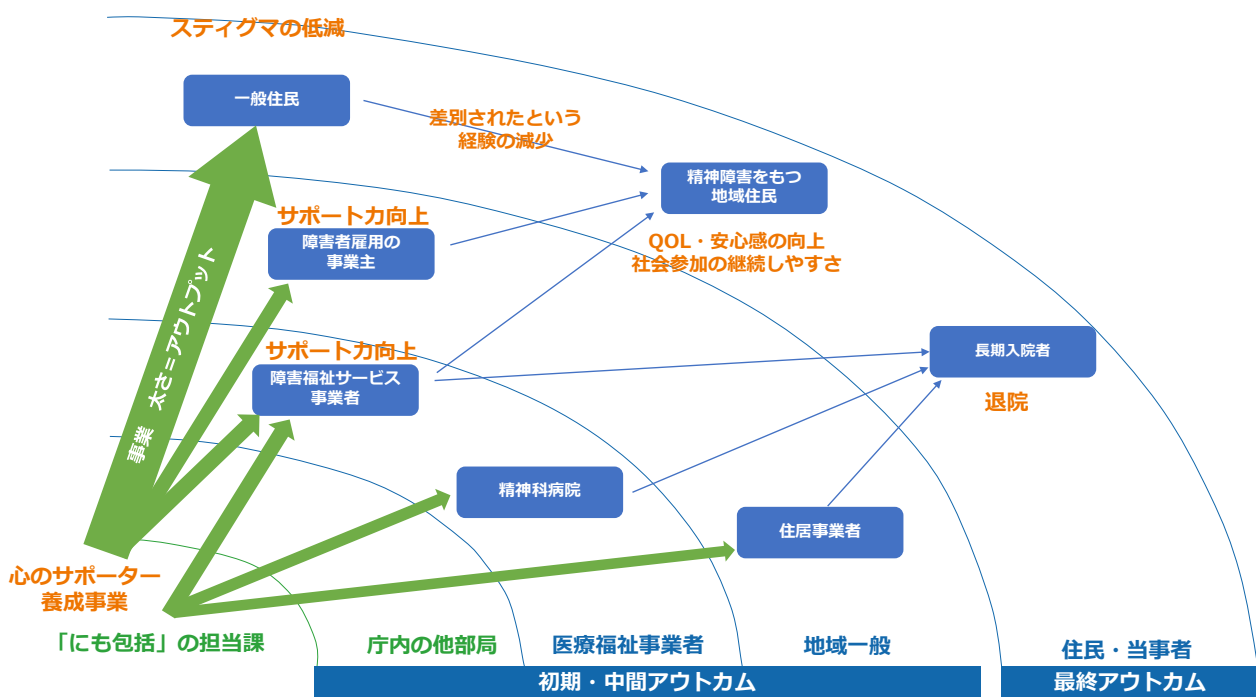 スティグマの低減
一般住民
差別されたという
経験の減少
精神障害をもつ
地域住民
サポート力向上
障害者雇用の
事業主
QOL・安心感の向上
社会参加の継続しやすさ
事業 太さ=アウトプット
サポート力向上
障害福祉サービス
事業者
長期入院者
退院
精神科病院
住居事業者
心のサポーター
養成事業
「にも包括」の担当課
庁内の他部局
医療福祉事業者
地域一般
住民・当事者
初期・中間アウトカム
最終アウトカム